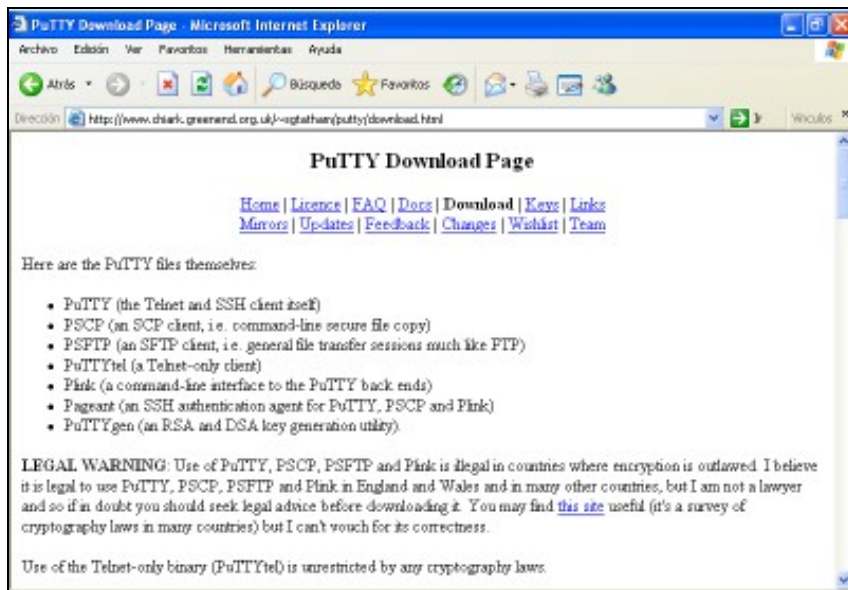 PuTTY Download Page - Microsoft Internet Explorer
Archivo Edición Ver Favoritos Herramientas Ayuda
Atrás Búsqueda Favoritos
Dirección http://www.chiark.greenend.org.uk/~sgtatham/putty/download.html Ir Vínculos
PuTTY Download Page
Home | Licence | FAQ | Docs | Download | Keys | Links
Mirrors | Updates | Feedback | Changes | Wishlist | Team
Here are the PuTTY files themselves:
• PuTTY (the Telnet and SSH client itself)
• PSCP (an SCP client, i.e. command-line secure file copy)
• PSFTP (an SFTP client, i.e. general file transfer sessions much like FTP)
• PuTTYtel (a Telnet-only client)
• Plink (a command-line interface to the PuTTY back ends)
• Pageant (an SSH authentication agent for PuTTY, PSCP and Plink)
• PuTTYgen (an RSA and DSA key generation utility).
LEGAL WARNING: Use of PuTTY, PSCP, PSFTP and Plink is illegal in countries where encryption is outlawed. I believe
it is legal to use PuTTY, PSCP, PSFTP and Plink in England and Wales and in many other countries, but I am not a lawyer
and so if in doubt you should seek legal advice before downloading it. You may find this site useful (it's a survey of
cryptography laws in many countries) but I can't vouch for its correctness.
Use of the Telnet-only binary (PuTTYtel) is unrestricted by any cryptography laws.